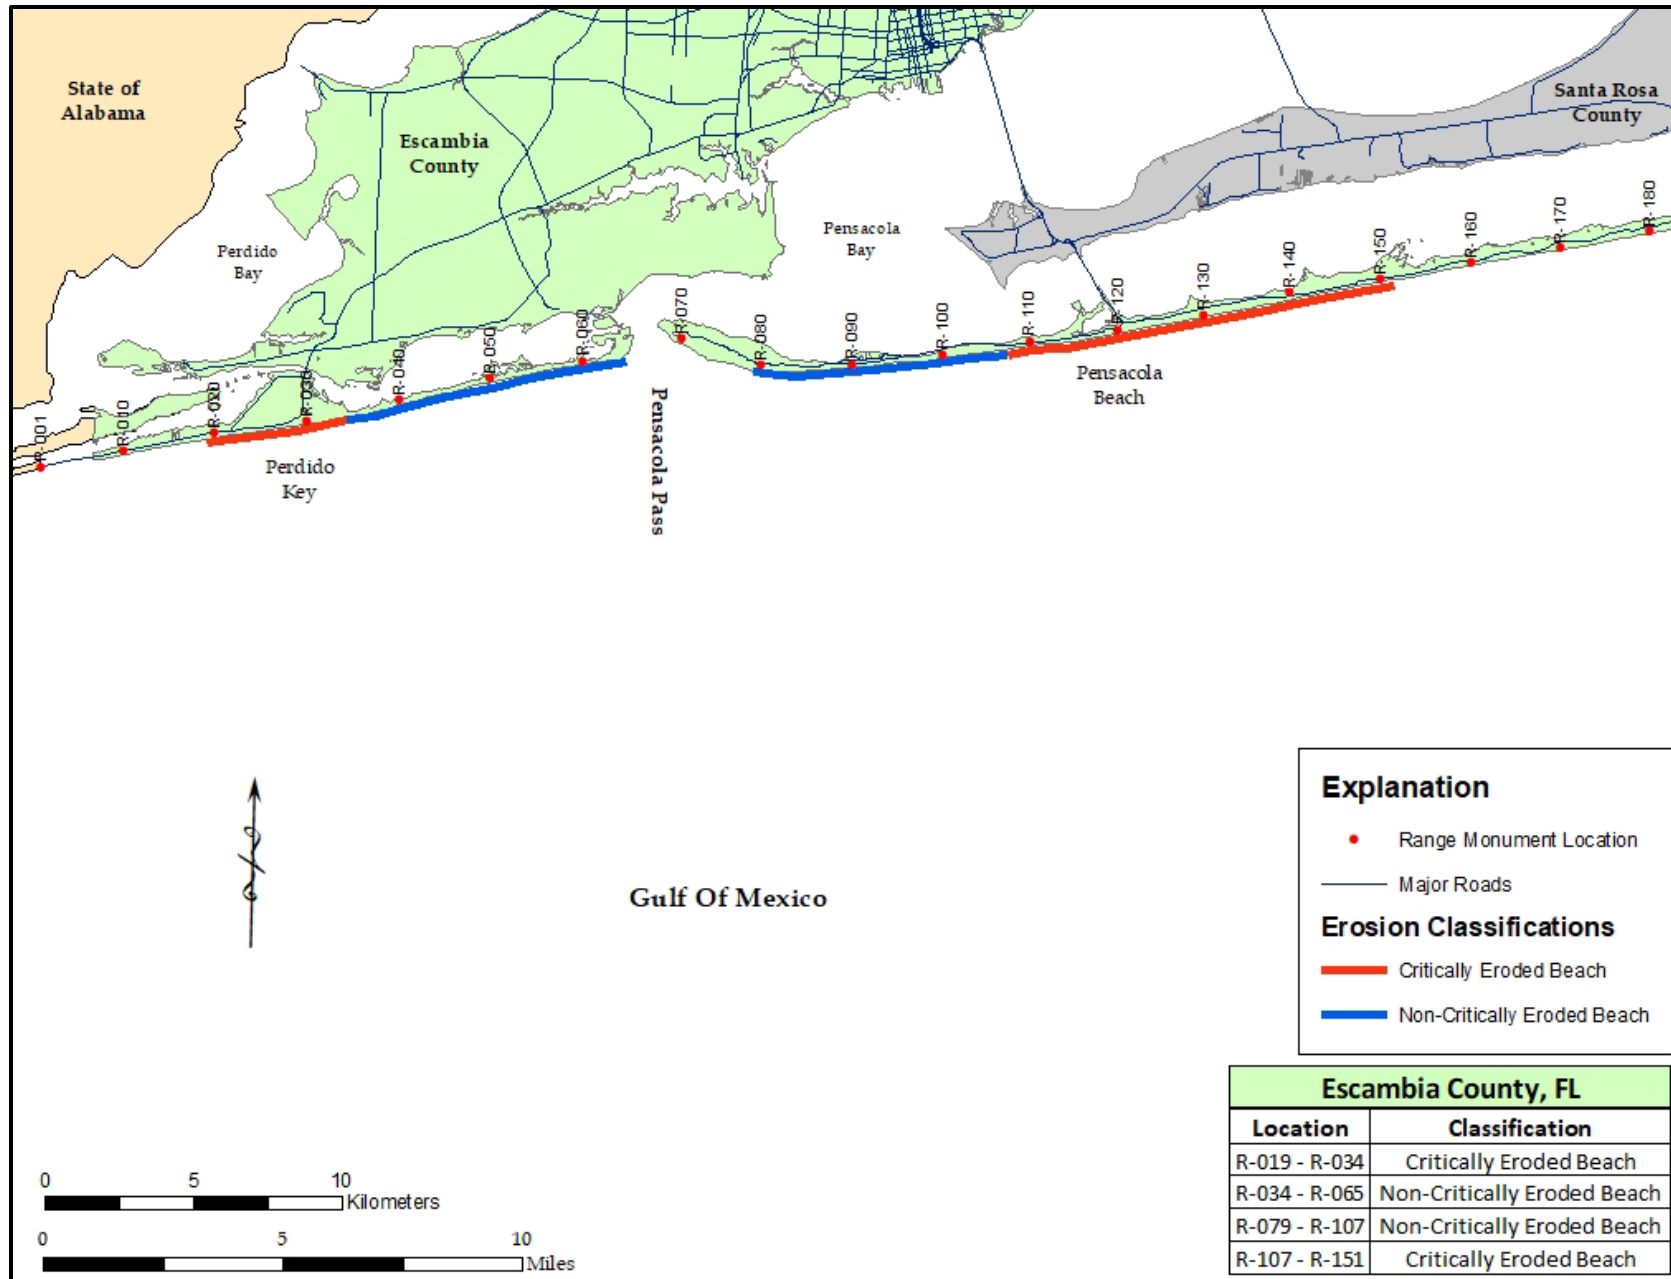 State of
Alabama
Escambia
County
Santa Rosa
County
Perdido
Bay
Pensacola
Bay
R-001
R-010
R-020
R-030
R-040
R-050
R-060
R-070
R-080
R-090
R-100
R-110
R-120
R-130
R-140
R-150
R-160
R-170
R-180
Perdido
Key
Pensacola Pass
Pensacola
Beach
Gulf Of Mexico
Explanation
Range Monument Location
Major Roads
Erosion Classifications
Critically Eroded Beach
Non-Critically Eroded Beach
Escambia County, FL
Location Classification
R-019 - R-034 Critically Eroded Beach
R-034 - R-065 Non-Critically Eroded Beach
R-079 - R-107 Non-Critically Eroded Beach
R-107 - R-151 Critically Eroded Beach
0 5 10
Kilometers
0 5 10
Miles